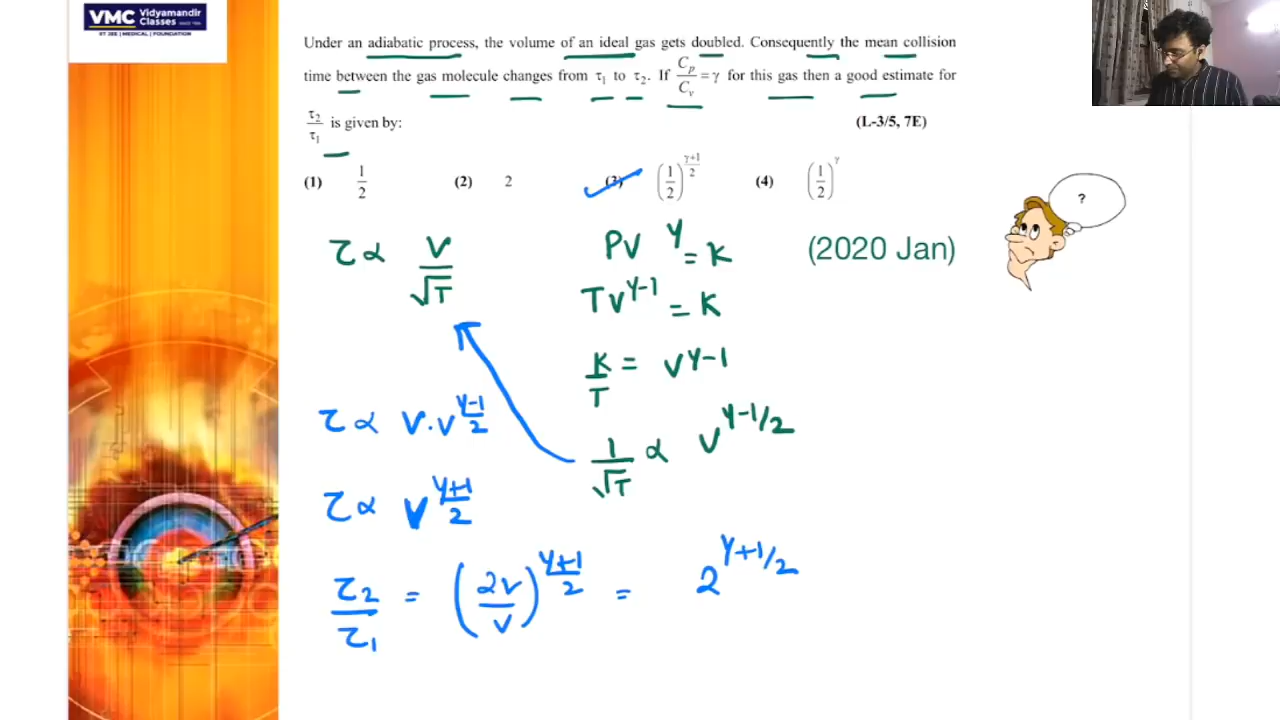 VMC Vidyamandir Classes
IIT JEE | MEDICAL | FOUNDATION
Under an adiabatic process, the volume of an ideal gas gets doubled. Consequently the mean collision
time between the gas molecule changes from τ₁ to τ₂. If C_p/C_v = γ for this gas then a good estimate for
τ₂/τ₁ is given by: (L-3/5, 7E)
(1) 1/2 (2) 2 (3) (1/2)^((γ+1)/2) (4) (1/2)^γ
?
(2020 Jan)
τ ∝ V/√T
PV^γ = K
TV^(γ-1) = K
K/T = V^(γ-1)
1/√T ∝ V^(γ-1/2)
τ ∝ V·V^((γ-1)/2)
τ ∝ V^((γ+1)/2)
τ₂/τ₁ = (2V/V)^((γ+1)/2) = 2^(γ+1/2)